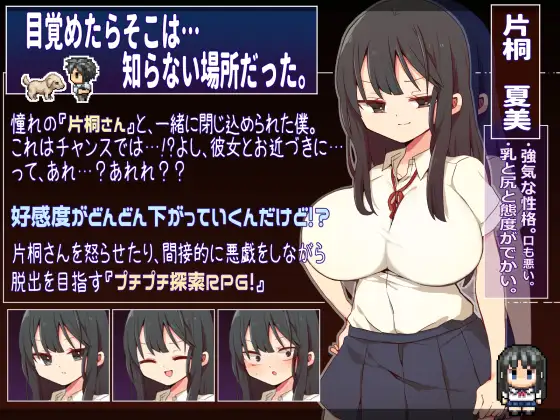 目覚めたらそこは…
知らない場所だった。
憧れの『片桐さん』と、一緒に閉じ込められた僕。
これはチャンスでは…!?よし、彼女とお近づきに…
って、あれ…？あれれ？？
好感度がどんどん下がっていくんだけど!?
片桐さんを怒らせたり、間接的に悪戯をしながら
脱出を目指す『プチプチ探索RPG!』
片桐 夏美
・強気な性格。口も悪い。
・乳と尻と態度がでかい。